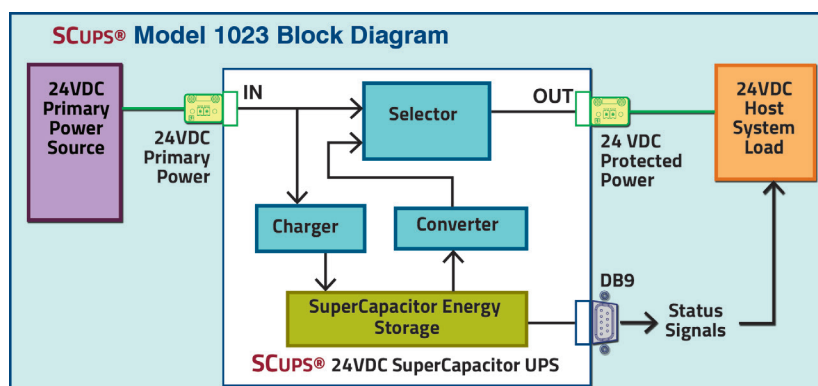 SCUPS® Model 1023 Block Diagram
24VDC
Primary
Power
Source
24VDC
Primary
Power
IN
Selector
OUT
24 VDC
Protected
Power
24VDC
Host
System
Load
Charger
Converter
SuperCapacitor Energy
Storage
DB9
Status
Signals
SCUPS® 24VDC SuperCapacitor UPS